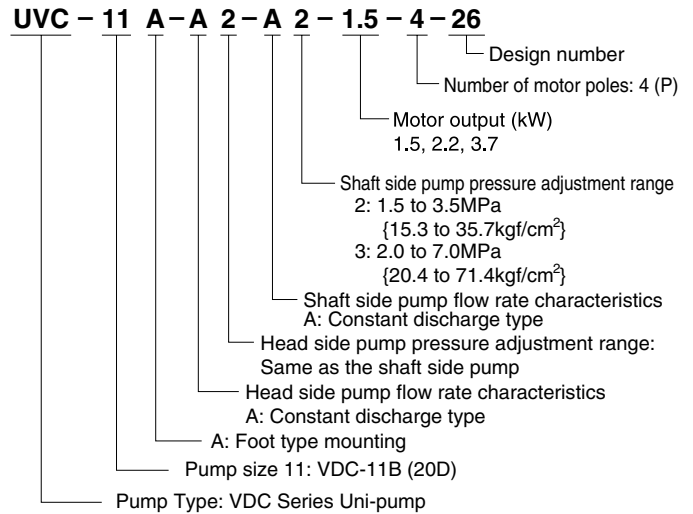 UVC – 11 A – A 2 – A 2 – 1.5 – 4 – 26
Design number
Number of motor poles: 4 (P)
Motor output (kW)
1.5, 2.2, 3.7
Shaft side pump pressure adjustment range
2: 1.5 to 3.5MPa
{15.3 to 35.7kgf/cm²}
3: 2.0 to 7.0MPa
{20.4 to 71.4kgf/cm²}
Shaft side pump flow rate characteristics
A: Constant discharge type
Head side pump pressure adjustment range:
Same as the shaft side pump
Head side pump flow rate characteristics
A: Constant discharge type
A: Foot type mounting
Pump size 11: VDC-11B (20D)
Pump Type: VDC Series Uni-pump